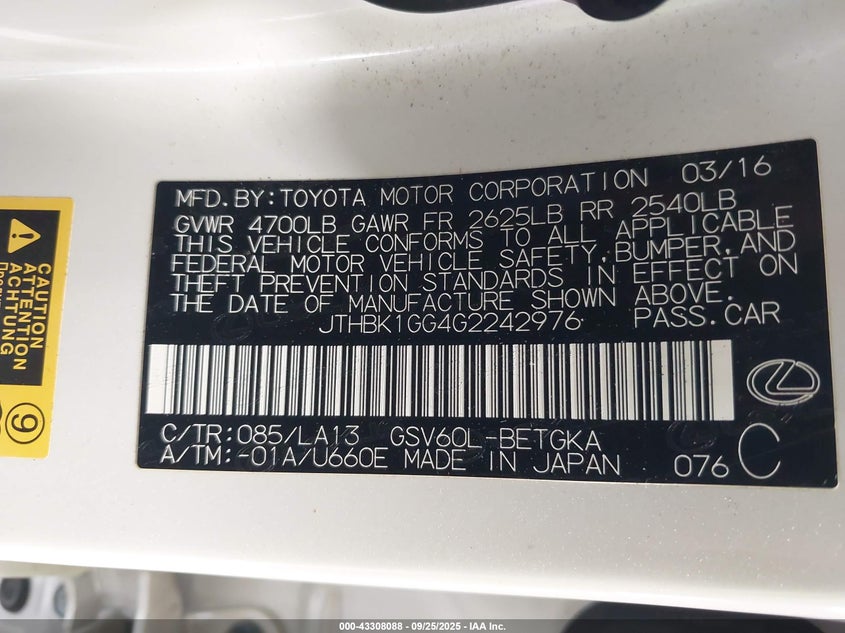 MFD. BY: TOYOTA MOTOR CORPORATION 03/16
GVWR 4700LB GAWR FR 2625LB RR 2540LB
THIS VEHICLE CONFORMS TO ALL APPLICABLE
FEDERAL MOTOR VEHICLE SAFETY, BUMPER, AND
THEFT PREVENTION STANDARDS IN EFFECT ON
THE DATE OF MANUFACTURE SHOWN ABOVE.
JTHBK1GG4G2242976 PASS.CAR
C/TR: 085/LA13 GSV60L-BETGKA
A/TM: -01A/U660E MADE IN JAPAN 076 C
CAUTION
ATTENTION
ACHTUNG
9
000-43308088 - 09/25/2025 - IAA Inc.